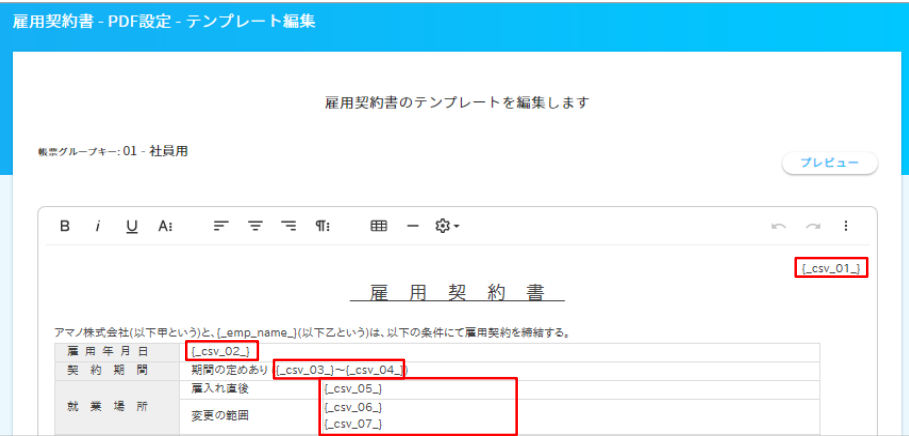 雇用契約書 - PDF設定 - テンプレート編集
雇用契約書のテンプレートを編集します
帳票グループキー: 01 - 社員用
プレビュー
B i U A
{_csv_01_}
雇 用 契 約 書
アマノ株式会社(以下甲という)と、{_emp_name_}(以下乙という)は、以下の条件にて雇用契約を締結する。
雇用年月日 {_csv_02_}
契約期間 期間の定めあり({_csv_03_}~{_csv_04_})
就業場所 雇入れ直後 {_csv_05_}
変更の範囲 {_csv_06_}
{_csv_07_}